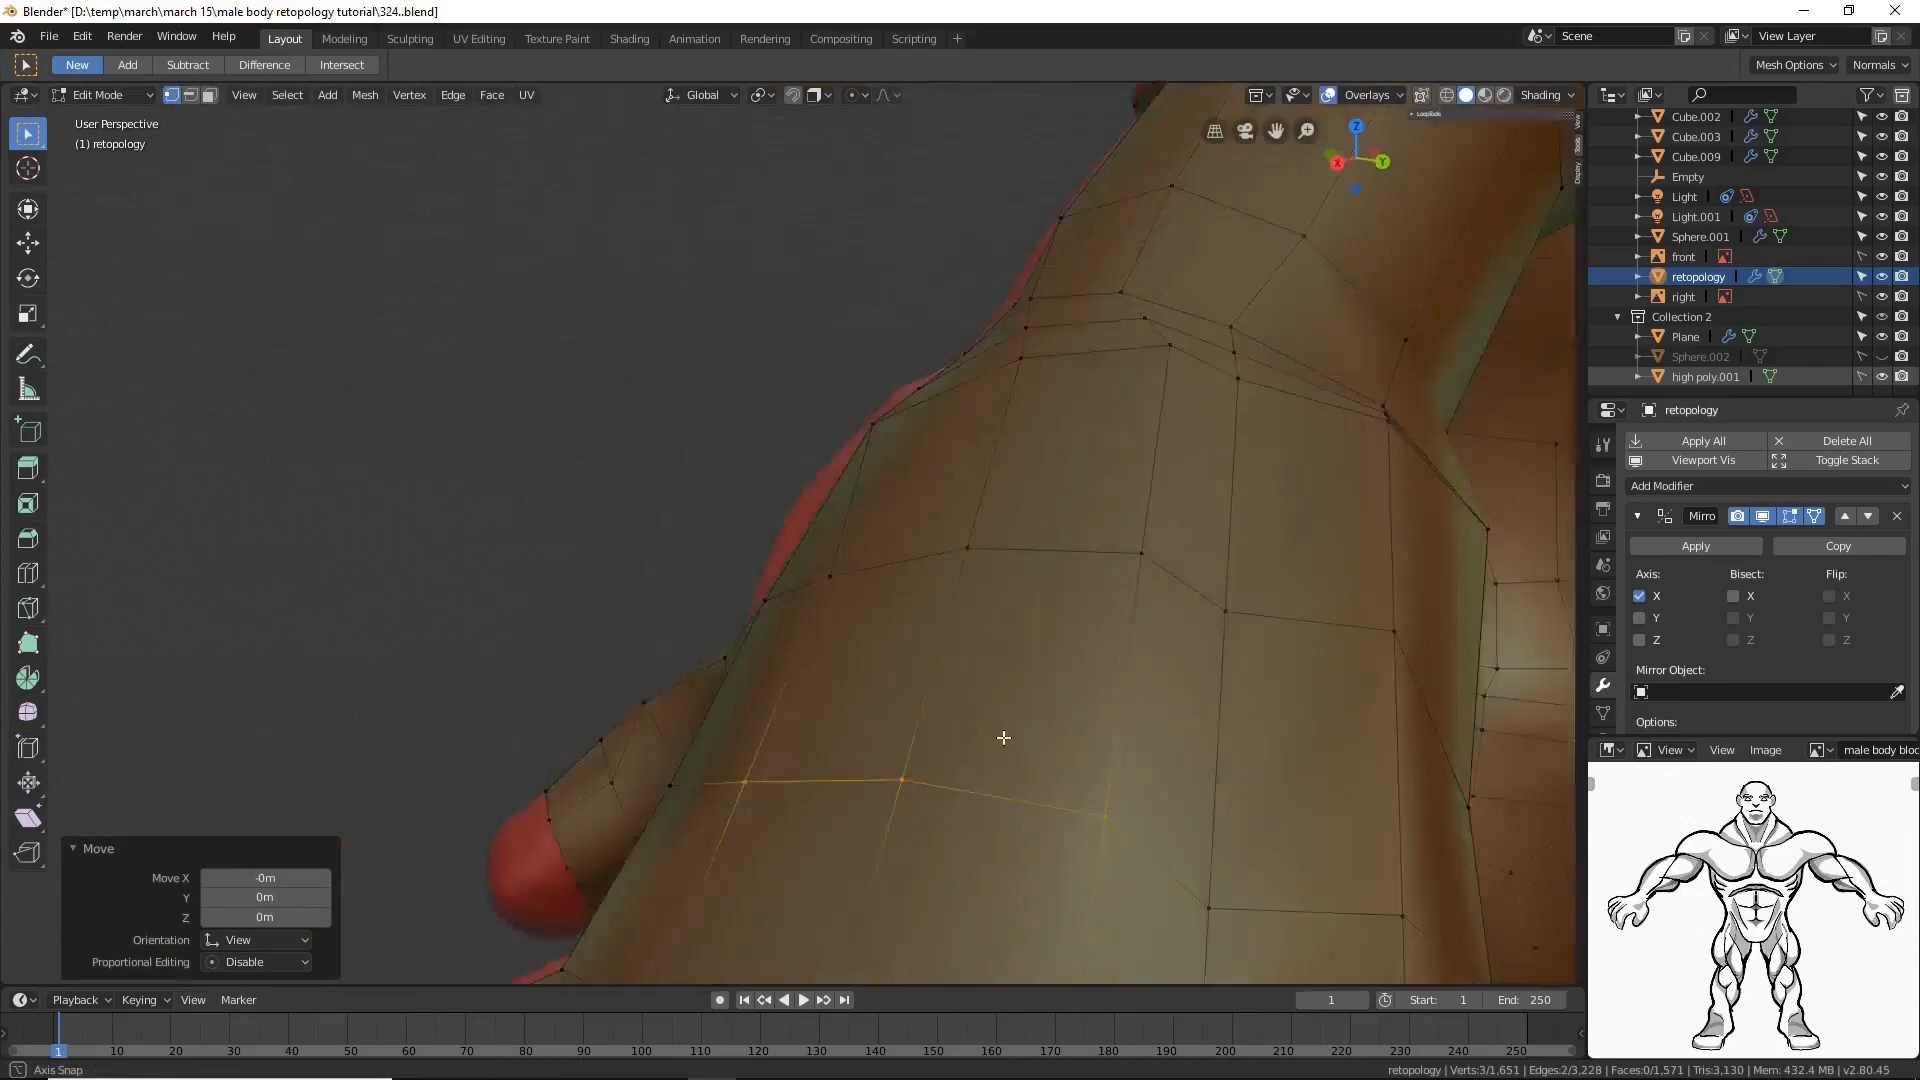 Blender* [D:\temp\march\march 15\male body retopology tutorial\324..blend]
File Edit Render Window Help Layout Modeling Sculpting UV Editing Texture Paint Shading Animation Rendering Compositing Scripting + Scene View Layer
New Add Subtract Difference Intersect Mesh Options Normals
Edit Mode View Select Add Mesh Vertex Edge Face UV Global Overlays Shading
LoopTools
User Perspective
(1) retopology
View
Tools
Display
Z
X
Y
Cube.002
Cube.003
Cube.009
Empty
Light
Light.001
Sphere.001
front
retopology
right
Collection 2
Plane
Sphere.002
high poly.001
retopology
Apply All Delete All
Viewport Vis Toggle Stack
Add Modifier
Mirro
Apply Copy
Axis: Bisect: Flip:
X X X
Y Y Y
Z Z Z
Mirror Object:
Options:
View View Image male body bloc
Move
Move X -0m
Y 0m
Z 0m
Orientation View
Proportional Editing Disable
Playback Keying View Marker 1 Start: 1 End: 250
1 10 20 30 40 50 60 70 80 90 100 110 120 130 140 150 160 170 180 190 200 210 220 230 240 250
Axis Snap retopology | Verts:3/1,651 | Edges:2/3,228 | Faces:0/1,571 | Tris:3,130 | Mem: 432.4 MB | v2.80.45